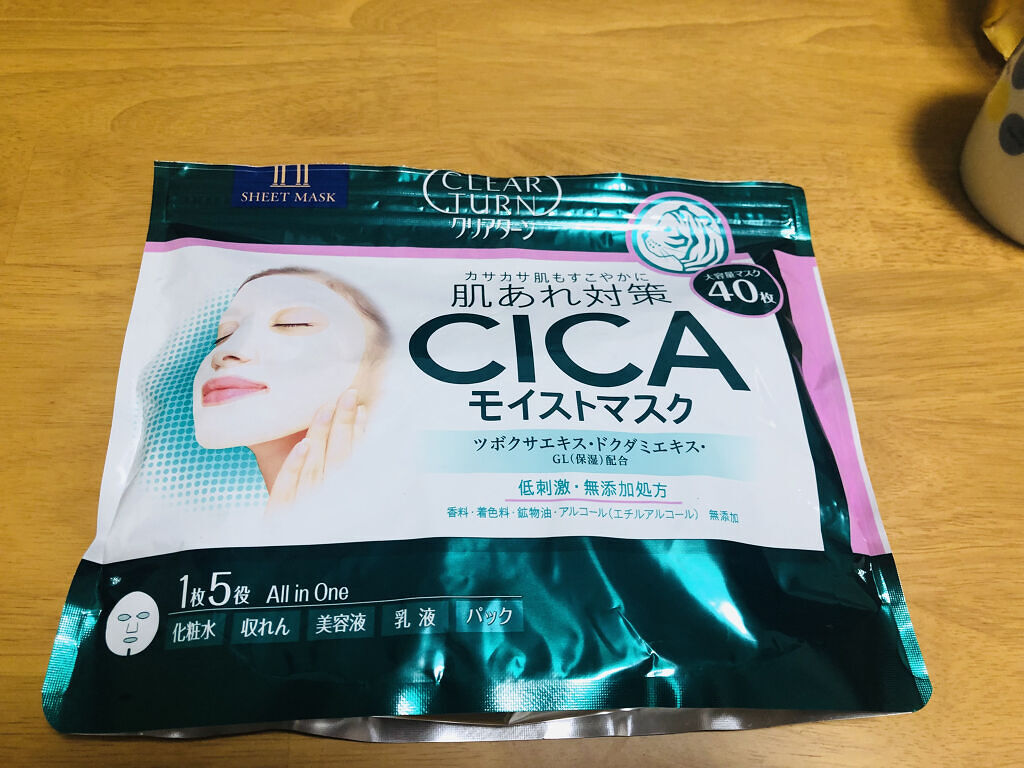 SHEET MASK
CLEAR
TURN
クリアターン
大容量マスク
40枚
カサカサ肌もすこやかに
肌あれ対策
CICA
モイストマスク
ツボクサエキス・ドクダミエキス・
GL(保湿)配合
低刺激・無添加処方
香料・着色料・鉱物油・アルコール(エチルアルコール) 無添加
1枚5役 All in One
化粧水 収れん 美容液 乳液 パック